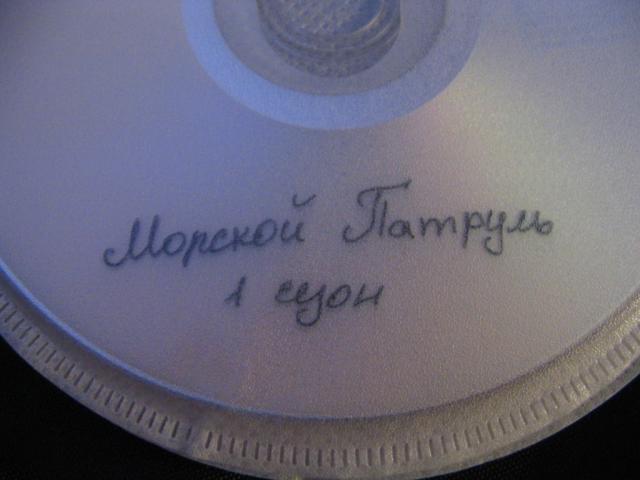 Морской Патруль
1 сезон